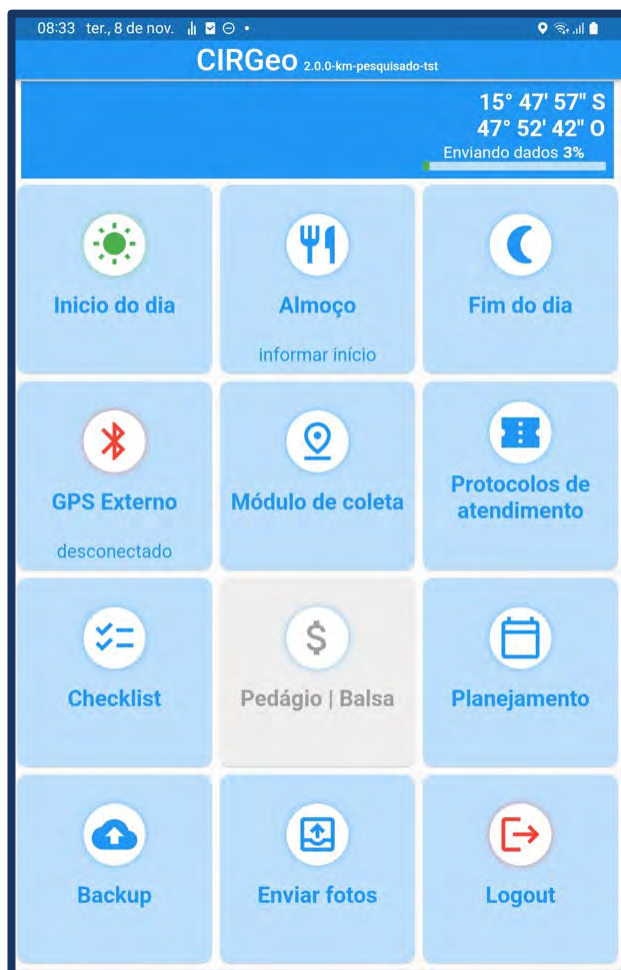 08:33 ter., 8 de nov.
CIRGeo 2.0.0-km-pesquisado-tst
15° 47' 57" S
47° 52' 42" O
Enviando dados 3%
Inicio do dia
Almoço
informar início
Fim do dia
GPS Externo
desconectado
Módulo de coleta
Protocolos de
atendimento
Checklist
Pedágio | Balsa
Planejamento
Backup
Enviar fotos
Logout